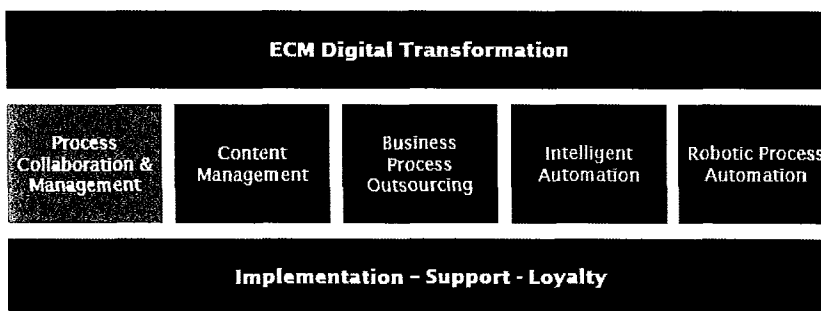 ECM Digital Transformation
Process
Collaboration &
Management
Content
Management
Business
Process
Outsourcing
Intelligent
Automation
Robotic Process
Automation
Implementation – Support - Loyalty